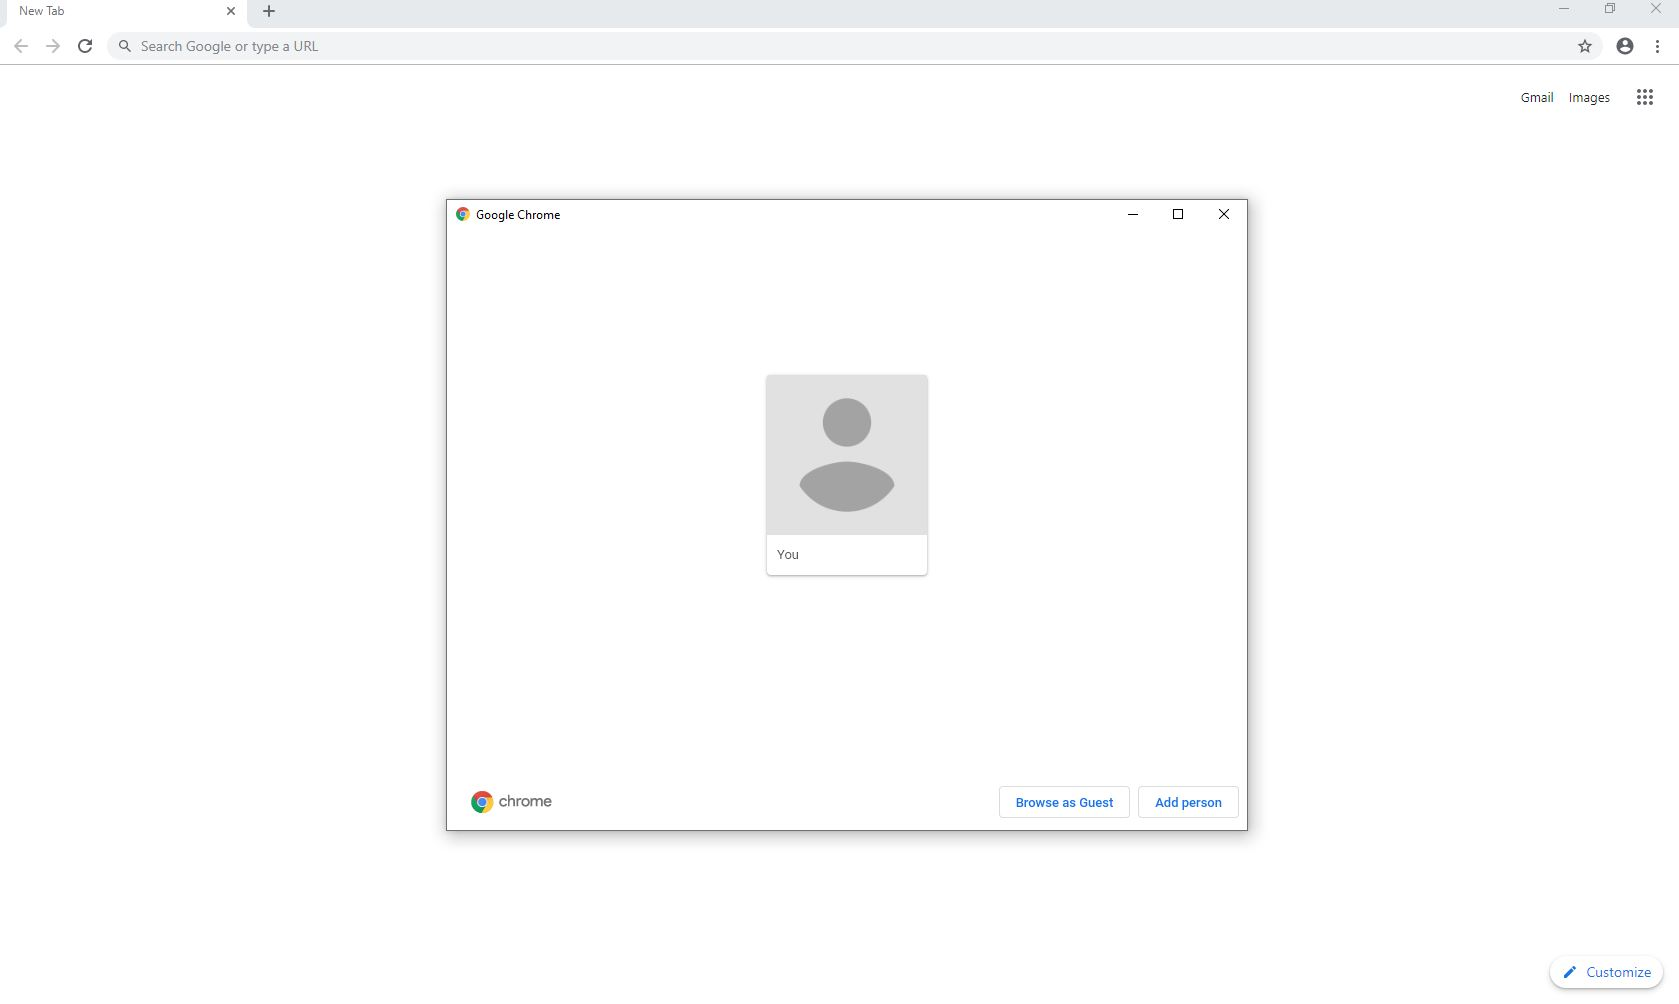 New Tab
Search Google or type a URL
Gmail Images
Google Chrome
You
chrome
Browse as Guest Add person
Customize